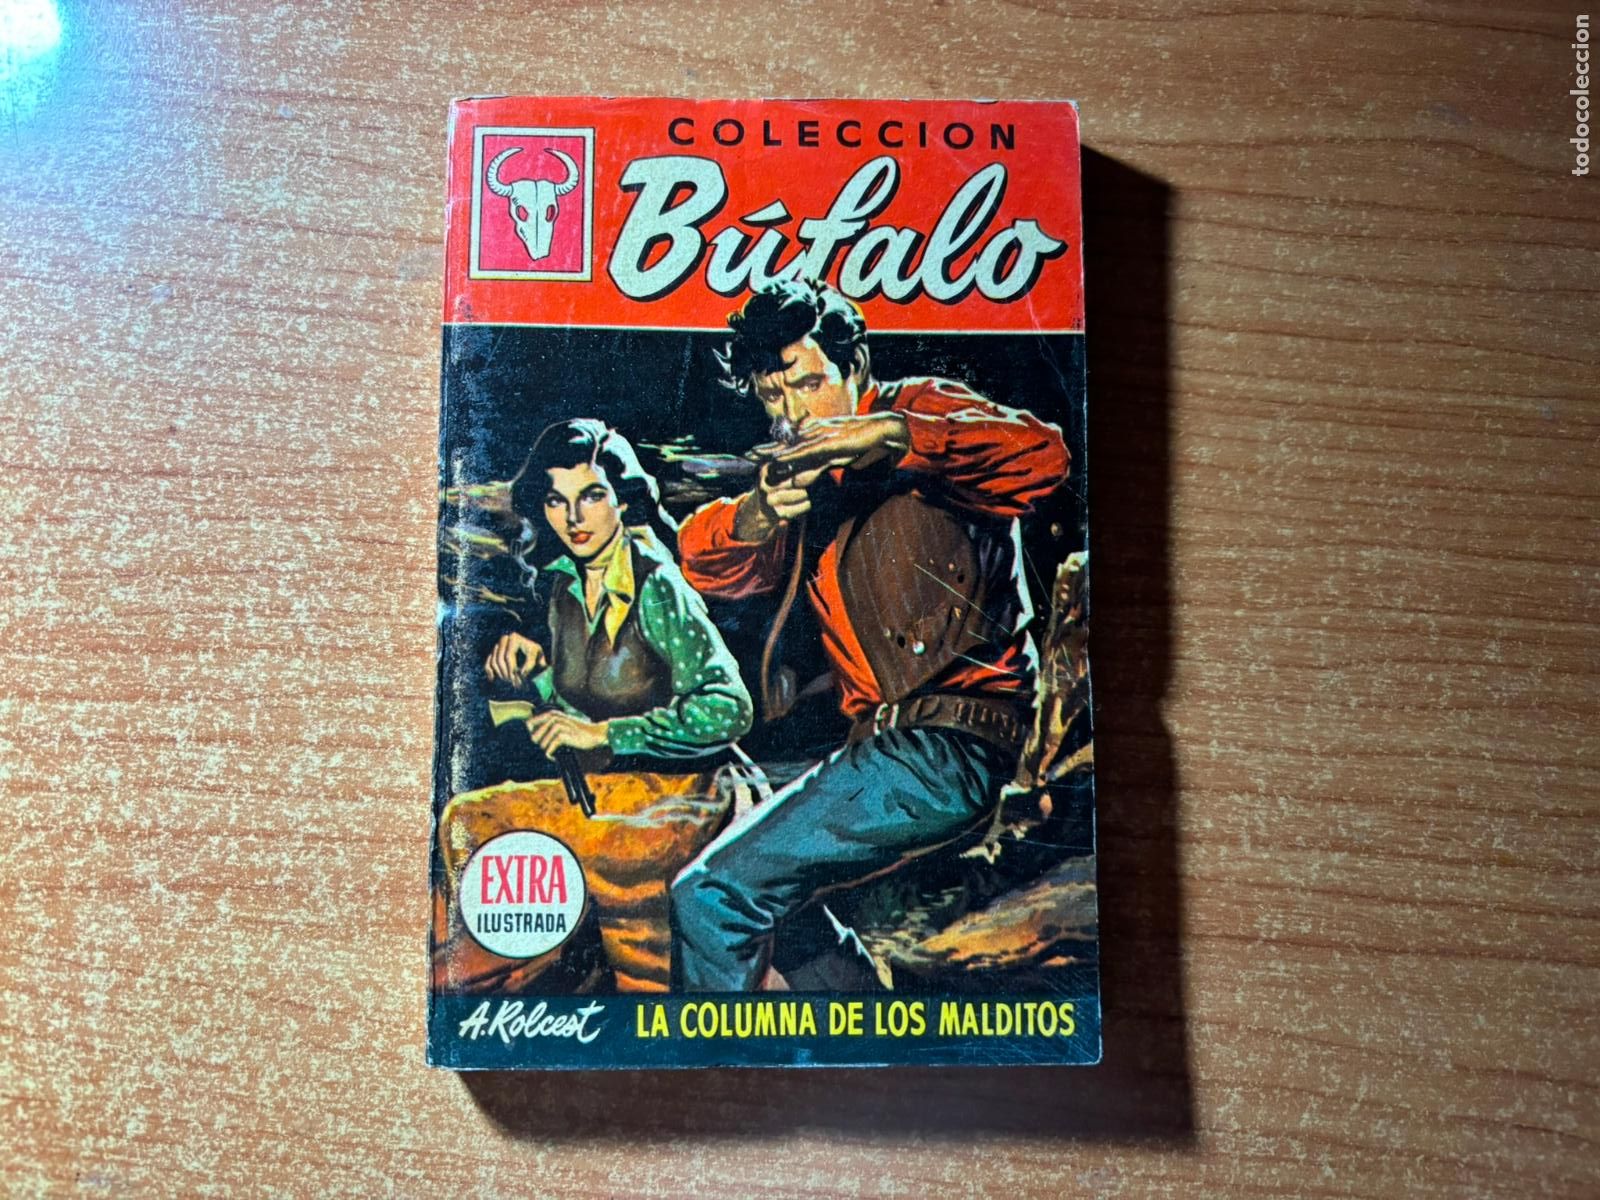 COLECCION
Búfalo
EXTRA
ILUSTRADA
A. Rolcest
LA COLUMNA DE LOS MALDITOS
todocoleccion